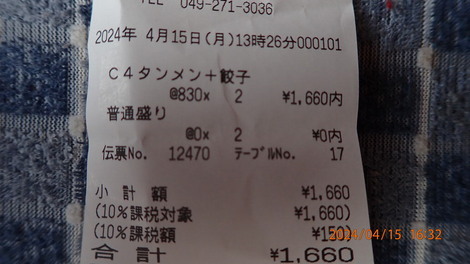 TEL 049-271-3036
2024年 4月15日(月)13時26分000101
C4タンメン+餃子
@830× 2 ¥1,660内
普通盛り
@0× 2 ¥0内
伝票No. 12470 テーブルNo. 17
小計額 ¥1,660
(10%課税対象 ¥1,660)
(10%課税額
2024/04/15 16:32
合計 ¥1,660